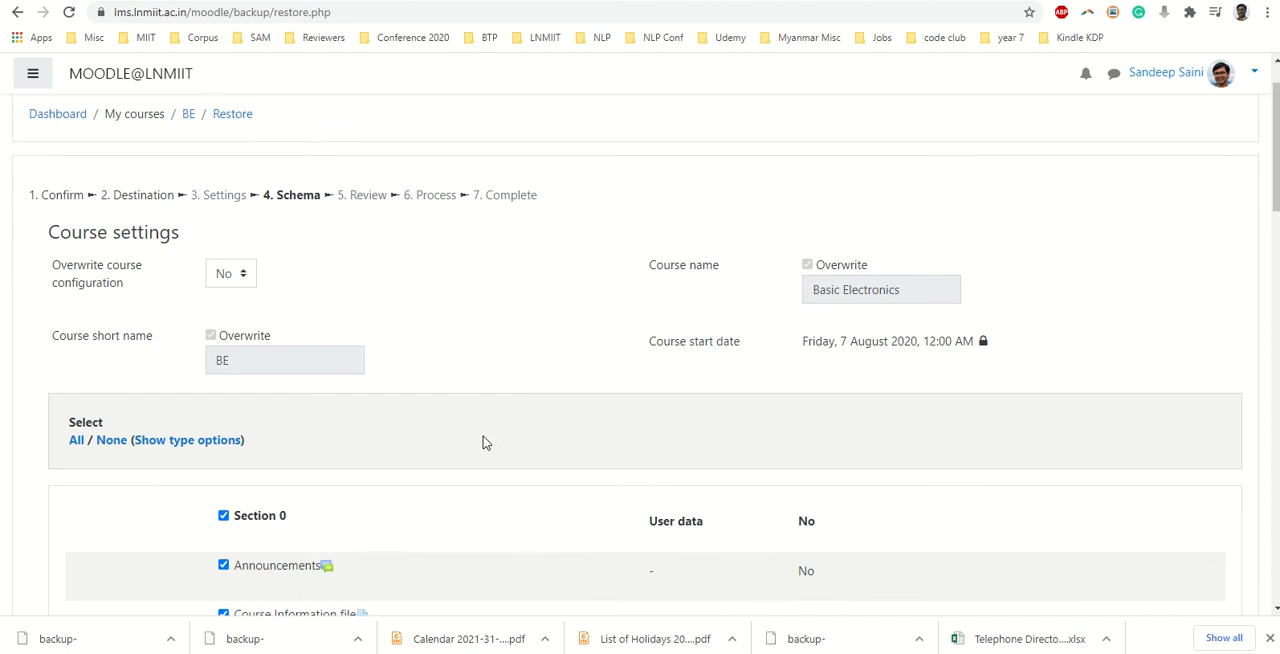 lms.lnmiit.ac.in/moodle/backup/restore.php
ABP
Apps Misc MIIT Corpus SAM Reviewers Conference 2020 BTP LNMIIT NLP NLP Conf Udemy Myanmar Misc Jobs code club year 7 Kindle KDP
MOODLE@LNMIIT
Sandeep Saini
Dashboard / My courses / BE / Restore
1. Confirm ► 2. Destination ► 3. Settings ► 4. Schema ► 5. Review ► 6. Process ► 7. Complete
Course settings
Overwrite course
configuration
No
Course name
Overwrite
Basic Electronics
Course short name
Overwrite
BE
Course start date
Friday, 7 August 2020, 12:00 AM
Select
All / None (Show type options)
Section 0
User data
No
Announcements
-
No
Course Information file
backup-
backup-
Calendar 2021-31-....pdf
List of Holidays 20....pdf
backup-
Telephone Directo....xlsx
Show all